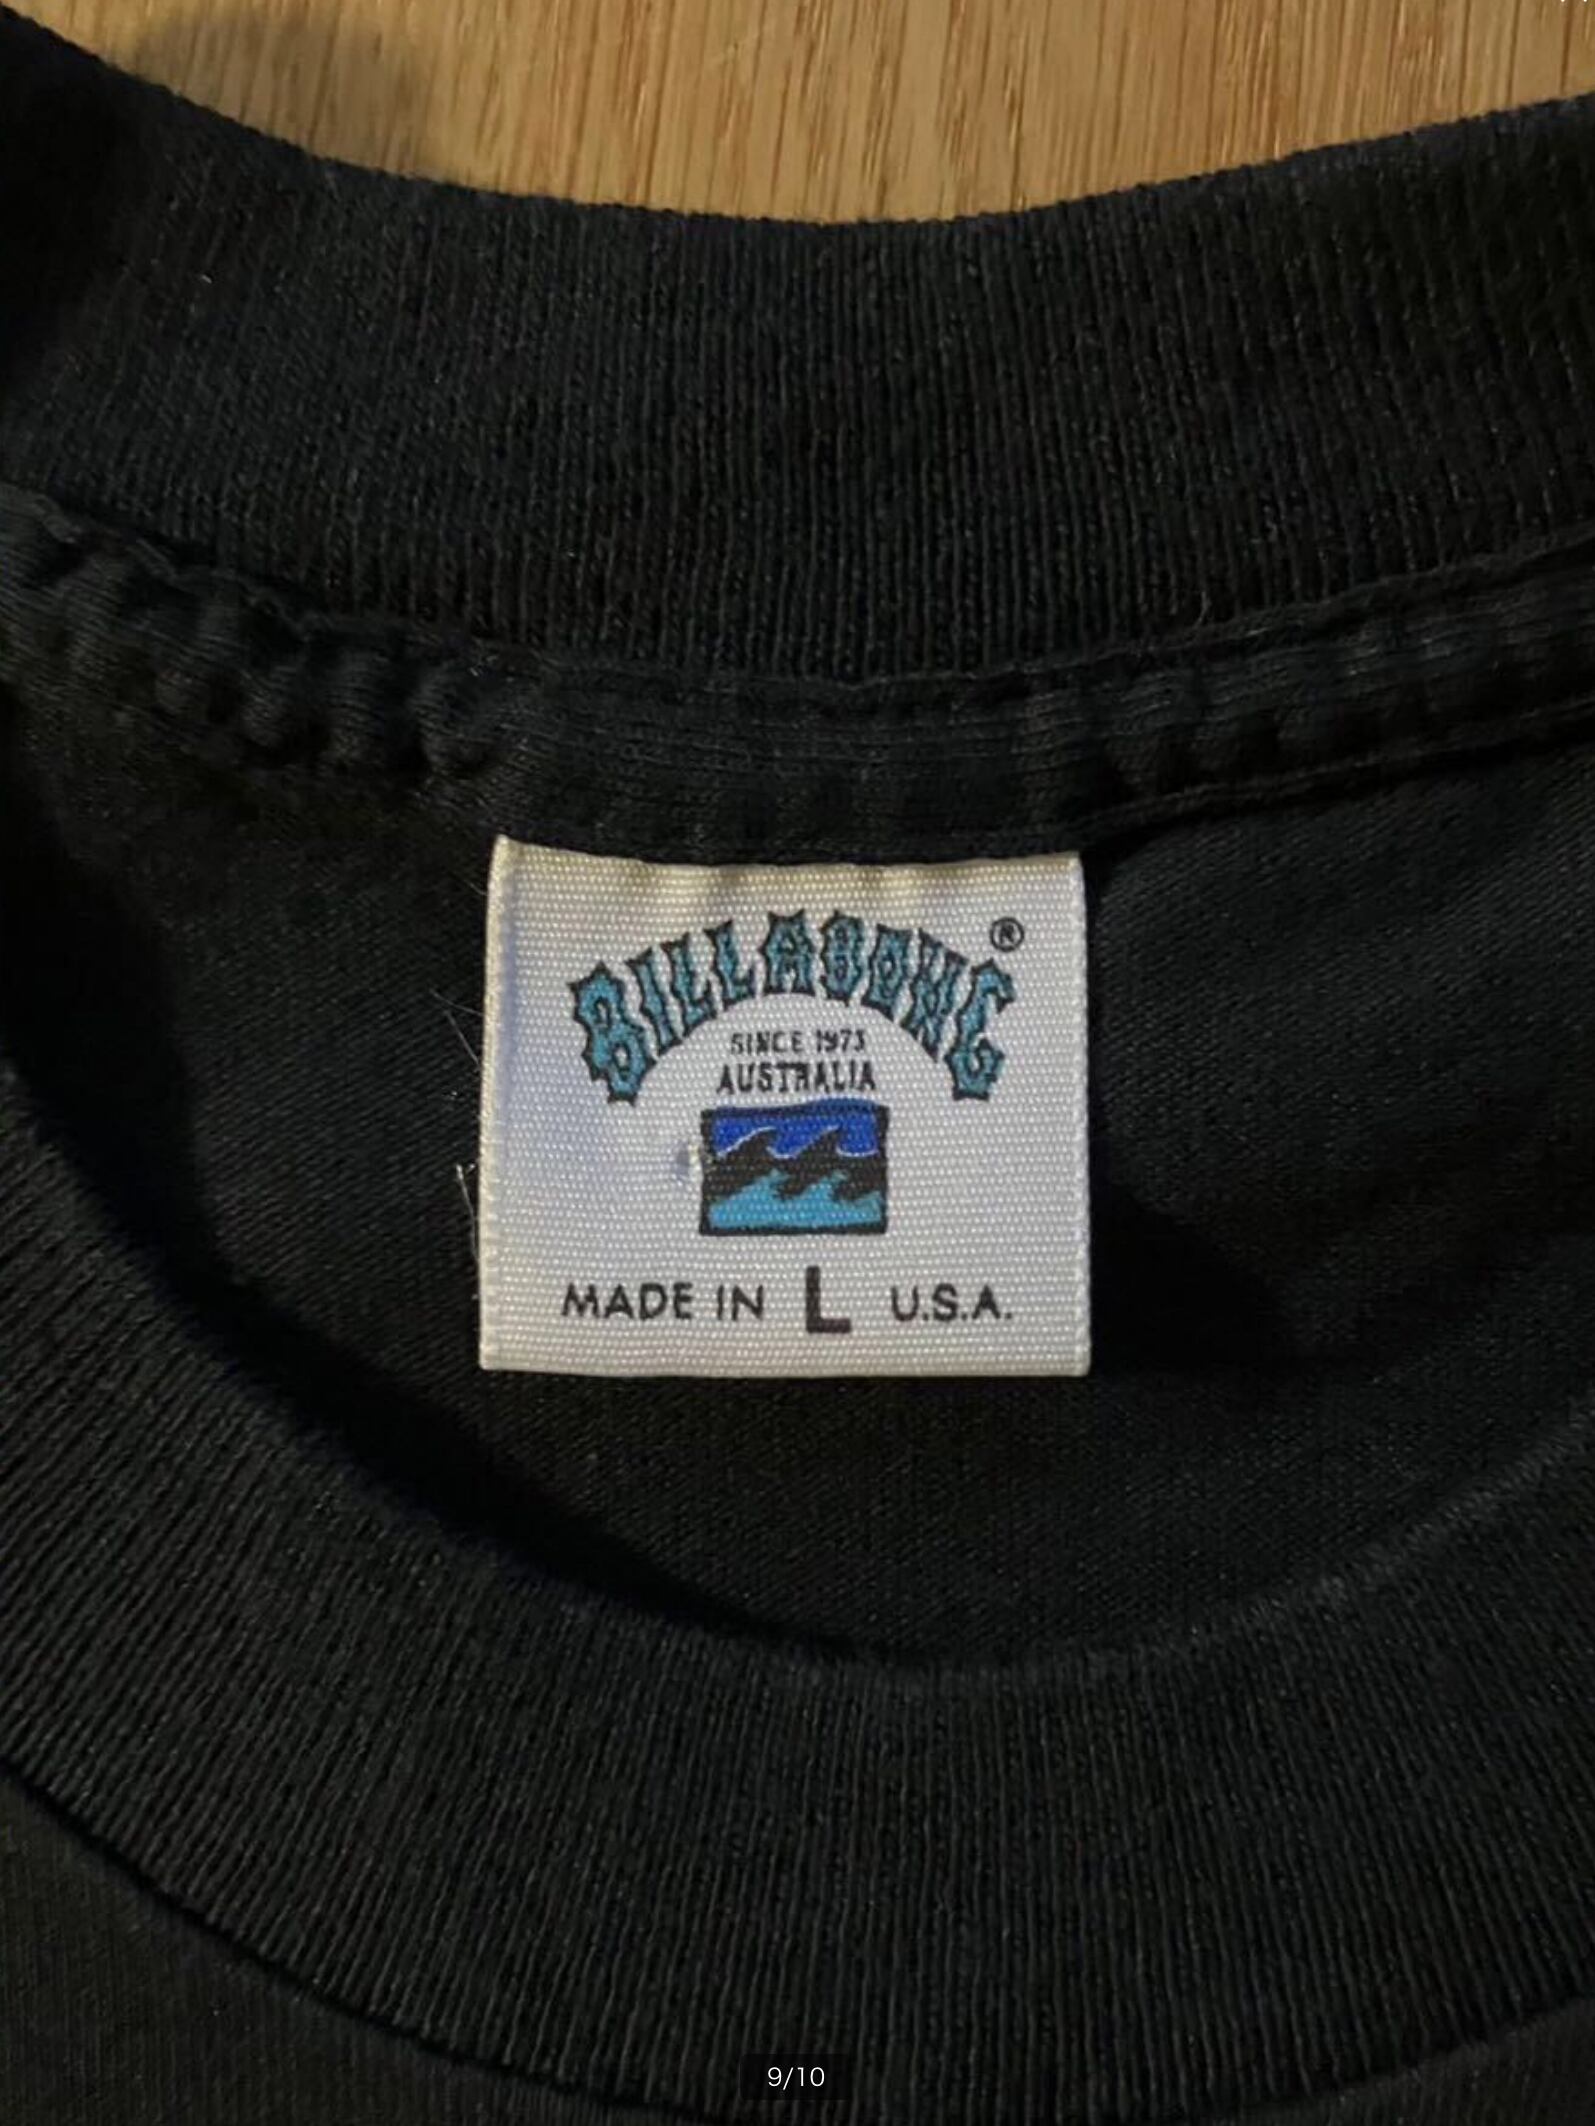 BILLABONG ®
SINCE 1973
AUSTRALIA
MADE IN L U.S.A.
9/10